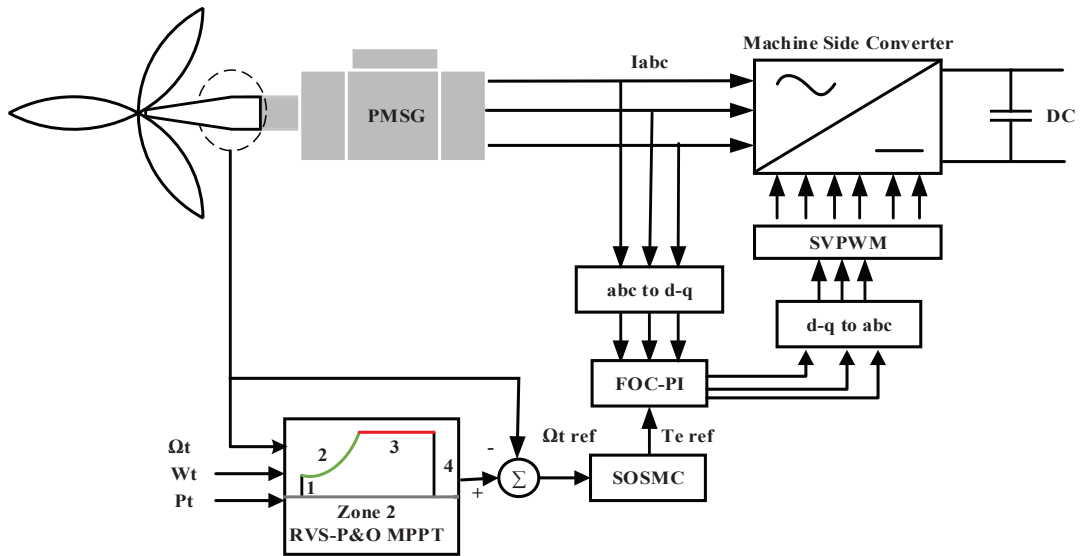 Machine Side Converter
Iabc
PMSG
DC
SVPWM
abc to d-q
d-q to abc
FOC-PI
Ωt ref
Te ref
Ωt
Wt
Pt
1
2
3
4
-
+
Σ
SOSMC
Zone 2
RVS-P&O MPPT